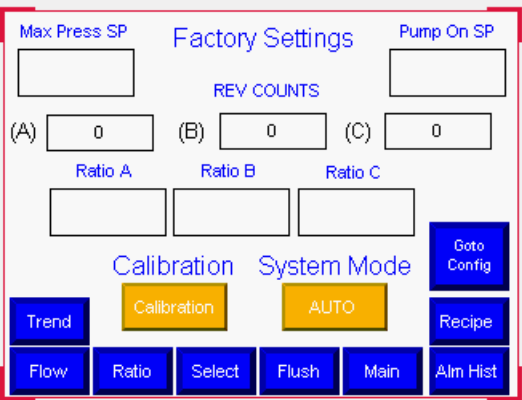 Max Press SP
Factory Settings
Pump On SP
REV COUNTS
(A) 0 (B) 0 (C) 0
Ratio A Ratio B Ratio C
Goto
Config
Calibration System Mode
Calibration AUTO
Trend Recipe
Flow Ratio Select Flush Main Alm Hist